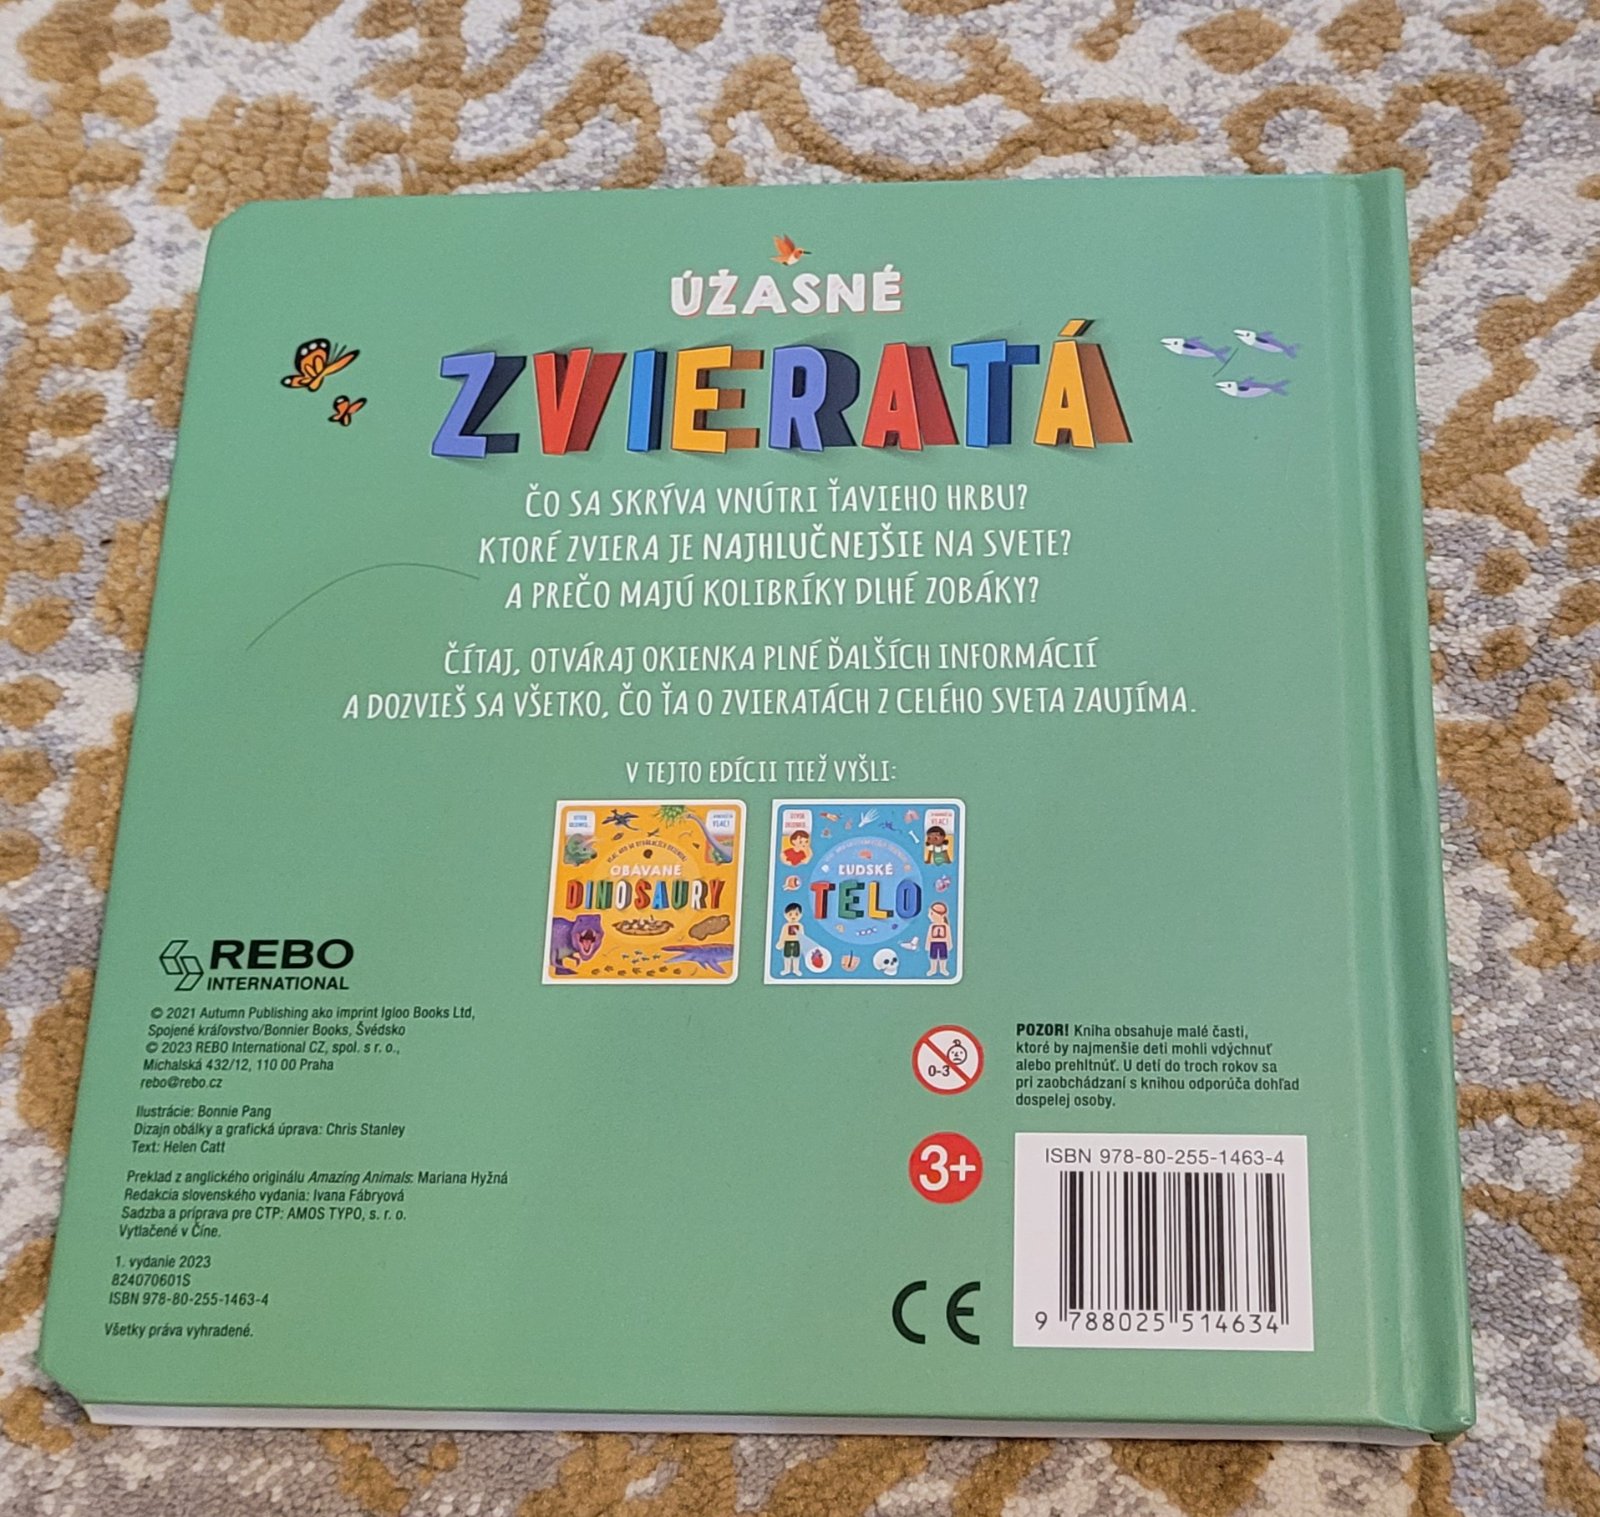 ÚŽASNÉ
ZVIERATÁ
ČO SA SKRÝVA VNÚTRI ŤAVIEHO HRBU?
KTORÉ ZVIERA JE NAJHLUČNEJŠIE NA SVETE?
A PREČO MAJÚ KOLIBRÍKY DLHÉ ZOBÁKY?
ČÍTAJ, OTVÁRAJ OKIENKA PLNÉ ĎALŠÍCH INFORMÁCIÍ
A DOZVIEŠ SA VŠETKO, ČO ŤA O ZVIERATÁCH Z CELÉHO SVETA ZAUJÍMA.
V TEJTO EDÍCII TIEŽ VYŠLI:
OBÁVANÉ
DINOSAURY
ĽUDSKÉ
TELO
REBO
INTERNATIONAL
© 2021 Autumn Publishing ako imprint Igloo Books Ltd,
Spojené kráľovstvo/Bonnier Books, Švédsko
© 2023 REBO International CZ, spol. s r. o.,
Michalská 432/12, 110 00 Praha
rebo@rebo.cz
Ilustrácie: Bonnie Pang
Dizajn obálky a grafická úprava: Chris Stanley
Text: Helen Catt
Preklad z anglického originálu Amazing Animals: Mariana Hyžná
Redakcia slovenského vydania: Ivana Fábryová
Sadzba a príprava pre CTP: AMOS TYPO, s. r. o.
Vytlačené v Číne.
1. vydanie 2023
824070601S
ISBN 978-80-255-1463-4
Všetky práva vyhradené.
0-3
POZOR! Kniha obsahuje malé časti,
ktoré by najmenšie deti mohli vdýchnuť
alebo prehltnúť. U detí do troch rokov sa
pri zaobchádzaní s knihou odporúča dohľad
dospelej osoby.
3+
CE
ISBN 978-80-255-1463-4
9 788025 514634